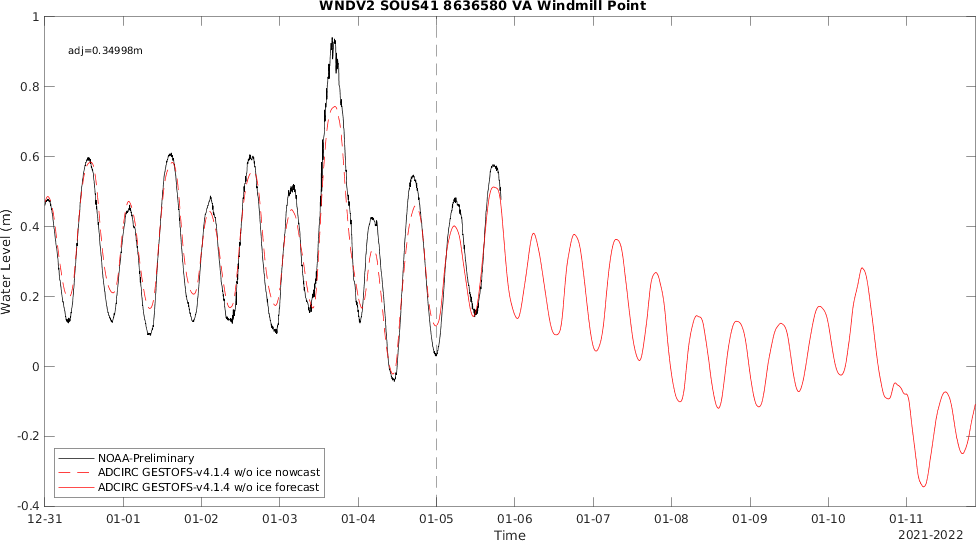 WNDV2 SOUS41 8636580 VA Windmill Point
adj=0.34998m
1
0.8
0.6
0.4
0.2
0
-0.2
-0.4
Water Level (m)
NOAA-Preliminary
ADCIRC GESTOFS-v4.1.4 w/o ice nowcast
ADCIRC GESTOFS-v4.1.4 w/o ice forecast
12-31 01-01 01-02 01-03 01-04 01-05 01-06 01-07 01-08 01-09 01-10 01-11
Time
2021-2022